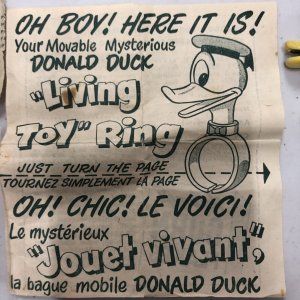 OH BOY! HERE IT IS!
Your Movable Mysterious
DONALD DUCK
"Living
Toy" Ring
JUST TURN THE PAGE
TOURNEZ SIMPLEMENT LA PAGE
OH! CHIC! LE VOICI!
Le mystérieux
"Jouet vivant",
la bague mobile DONALD DUCK